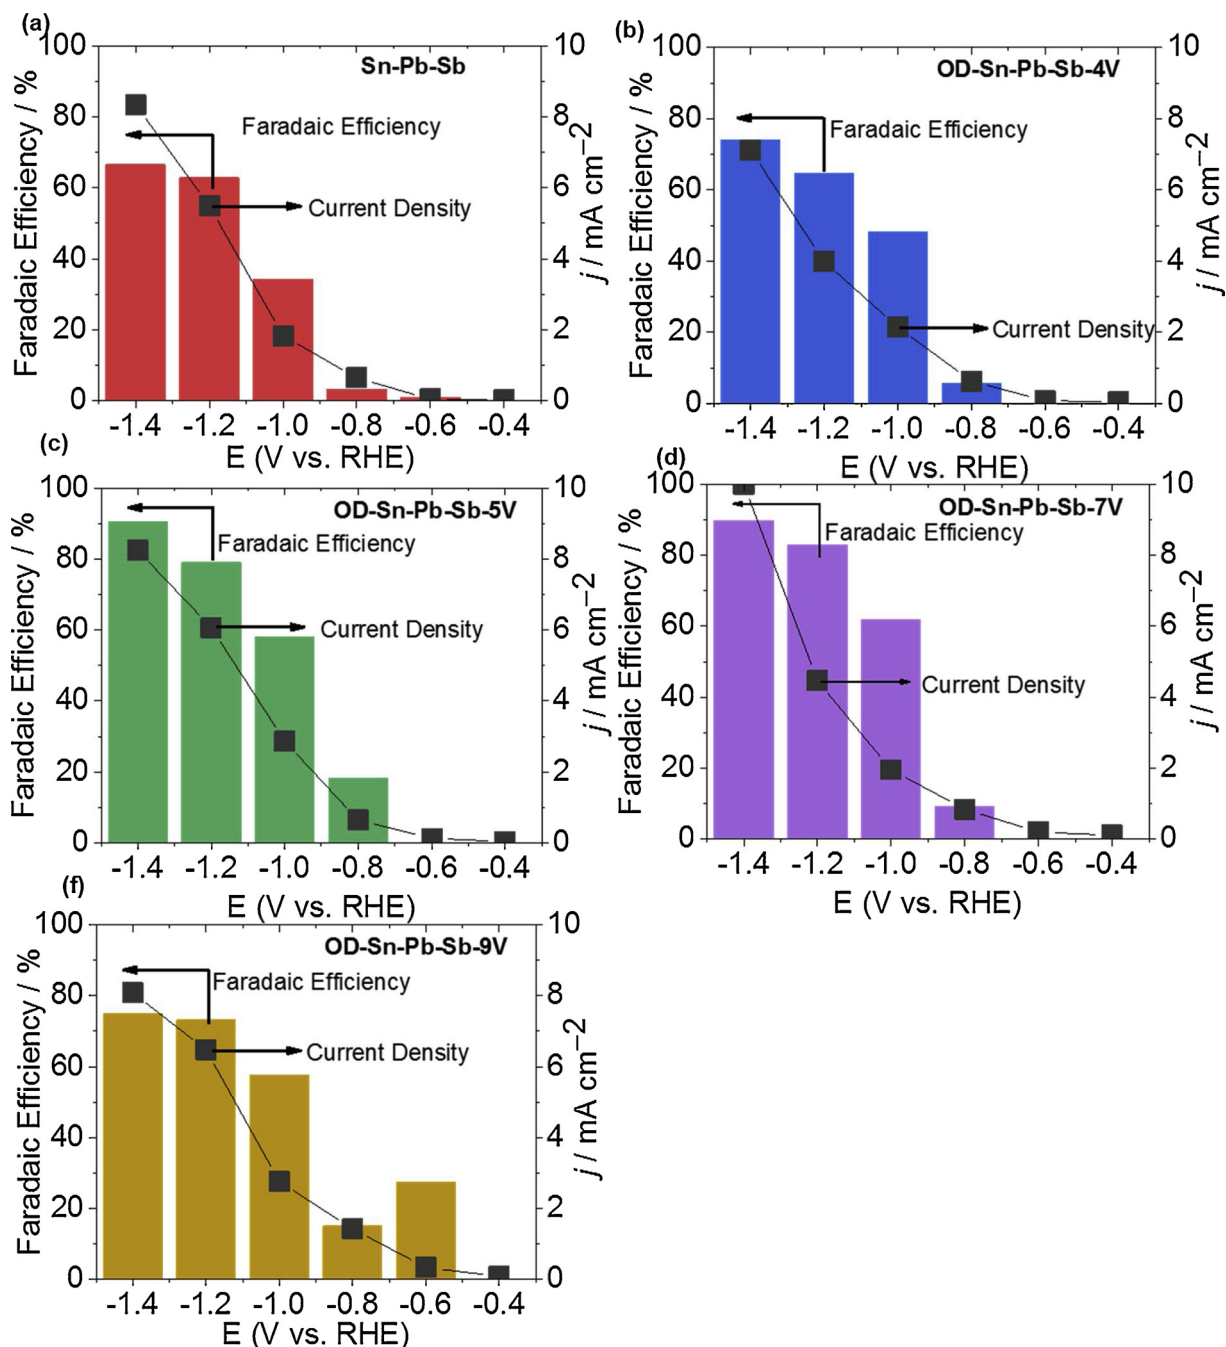 (a)
Sn-Pb-Sb
Faradaic Efficiency / %
100
80
60
40
20
0
Faradaic Efficiency
Current Density
10
8
6
4
2
0
j / mA cm−2
-1.4 -1.2 -1.0 -0.8 -0.6 -0.4
E (V vs. RHE)
(b)
OD-Sn-Pb-Sb-4V
Faradaic Efficiency / %
100
80
60
40
20
0
Faradaic Efficiency
Current Density
10
8
6
4
2
0
j / mA cm−2
-1.4 -1.2 -1.0 -0.8 -0.6 -0.4
E (V vs. RHE)
(c)
OD-Sn-Pb-Sb-5V
Faradaic Efficiency / %
100
80
60
40
20
0
Faradaic Efficiency
Current Density
10
8
6
4
2
0
j / mA cm−2
-1.4 -1.2 -1.0 -0.8 -0.6 -0.4
E (V vs. RHE)
(d)
OD-Sn-Pb-Sb-7V
Faradaic Efficiency / %
100
80
60
40
20
0
Faradaic Efficiency
Current Density
10
8
6
4
2
0
j / mA cm−2
-1.4 -1.2 -1.0 -0.8 -0.6 -0.4
E (V vs. RHE)
(f)
OD-Sn-Pb-Sb-9V
Faradaic Efficiency / %
100
80
60
40
20
0
Faradaic Efficiency
Current Density
10
8
6
4
2
0
j / mA cm−2
-1.4 -1.2 -1.0 -0.8 -0.6 -0.4
E (V vs. RHE)